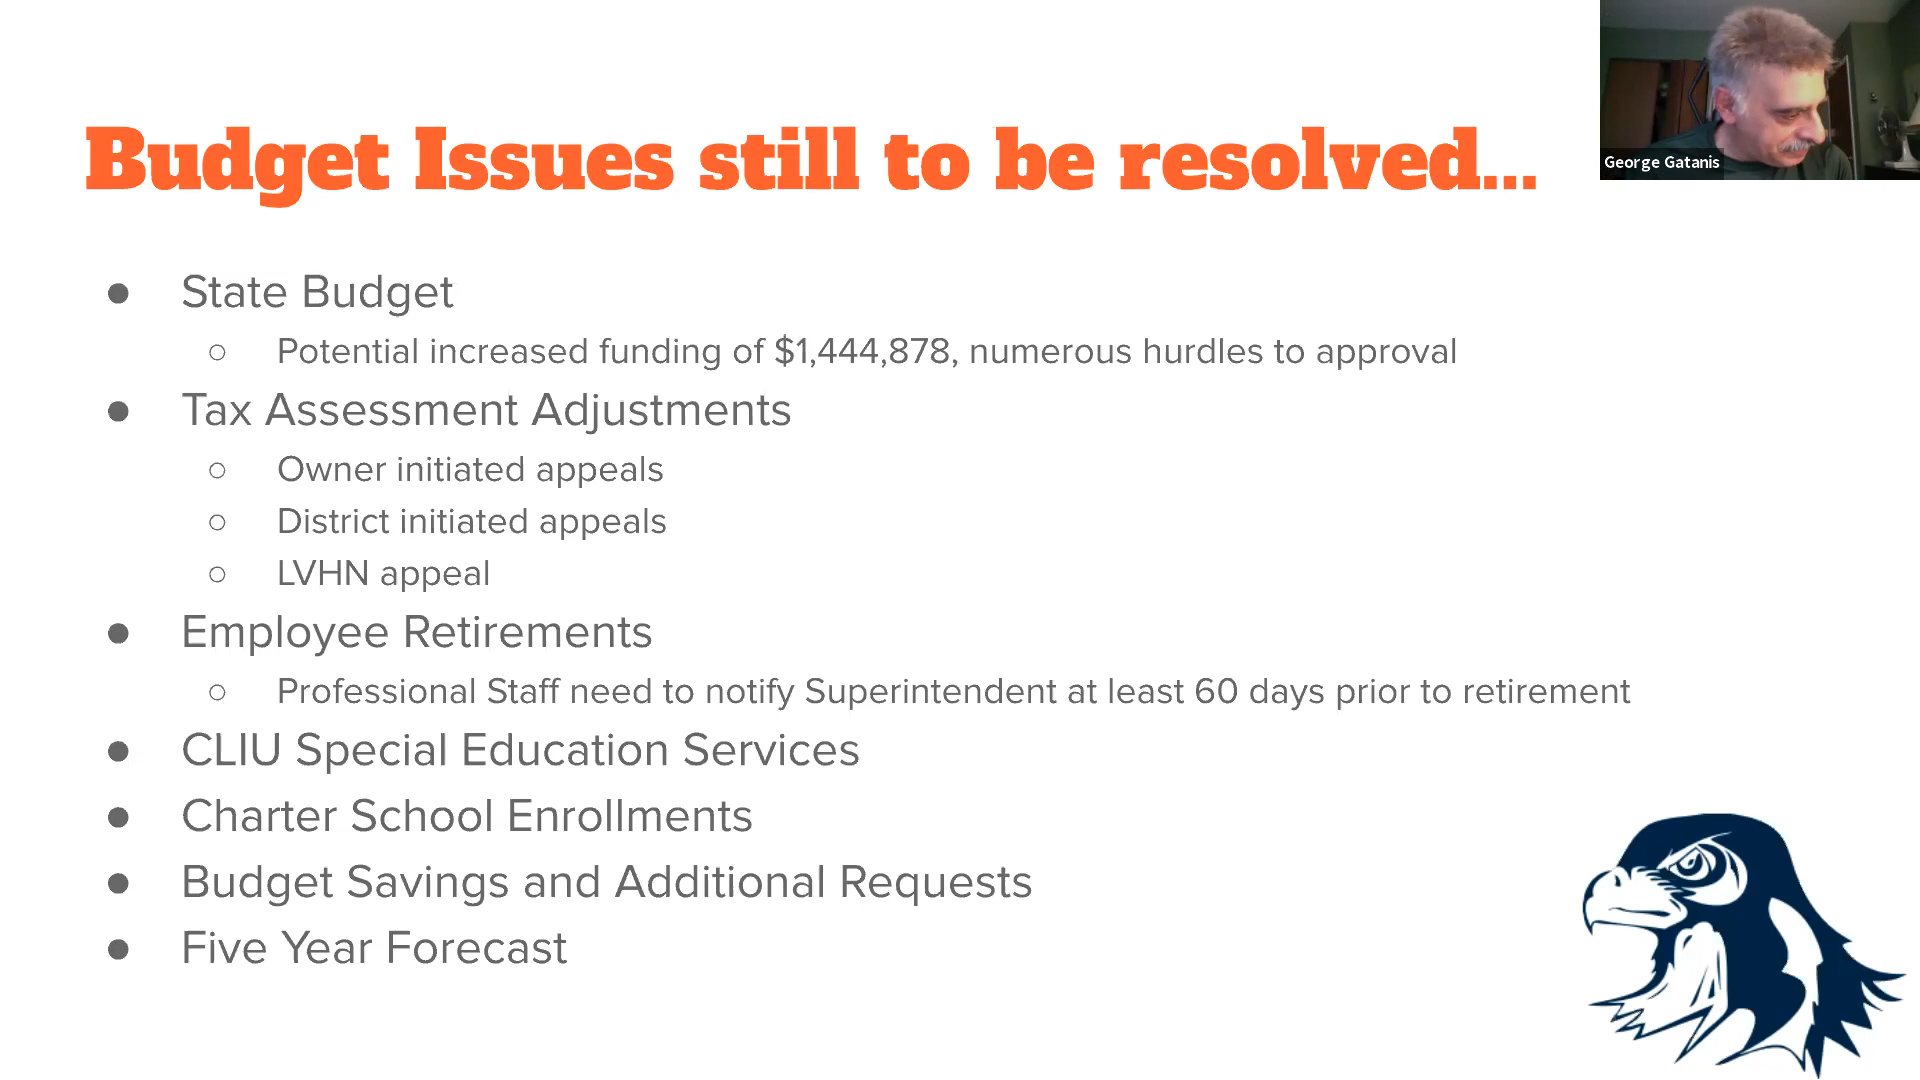 Budget Issues still to be resolved...
George Gatanis
● State Budget
○ Potential increased funding of $1,444,878, numerous hurdles to approval
● Tax Assessment Adjustments
○ Owner initiated appeals
○ District initiated appeals
○ LVHN appeal
● Employee Retirements
○ Professional Staff need to notify Superintendent at least 60 days prior to retirement
● CLIU Special Education Services
● Charter School Enrollments
● Budget Savings and Additional Requests
● Five Year Forecast